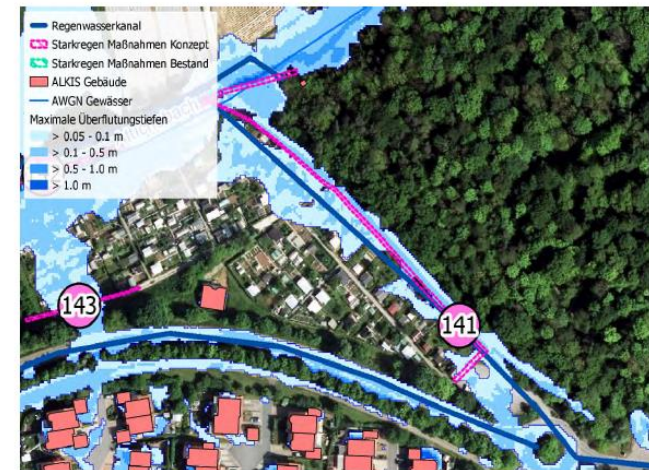 Regenwasserkanal
Starkregen Maßnahmen Konzept
Starkregen Maßnahmen Bestand
ALKIS Gebäude
AWGN Gewässer
Maximale Überflutungstiefen
> 0.05 - 0.1 m
> 0.1 - 0.5 m
> 0.5 - 1.0 m
> 1.0 m
143
141